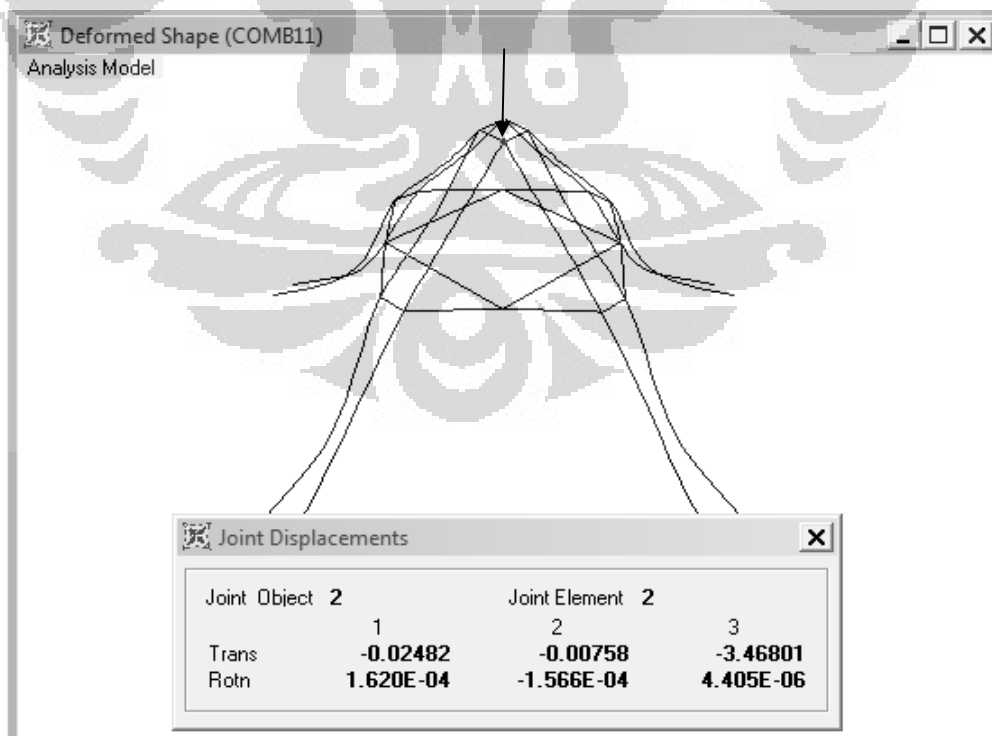 Deformed Shape (COMB11)
Analysis Model
Joint Displacements
Joint Object 2 Joint Element 2
1 2 3
Trans -0.02482 -0.00758 -3.46801
Rotn 1.620E-04 -1.566E-04 4.405E-06